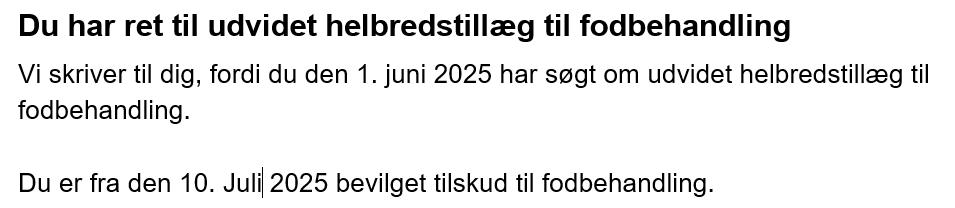 Du har ret til udvidet helbredstillæg til fodbehandling
Vi skriver til dig, fordi du den 1. juni 2025 har søgt om udvidet helbredstillæg til
fodbehandling.
Du er fra den 10. Juli 2025 bevilget tilskud til fodbehandling.